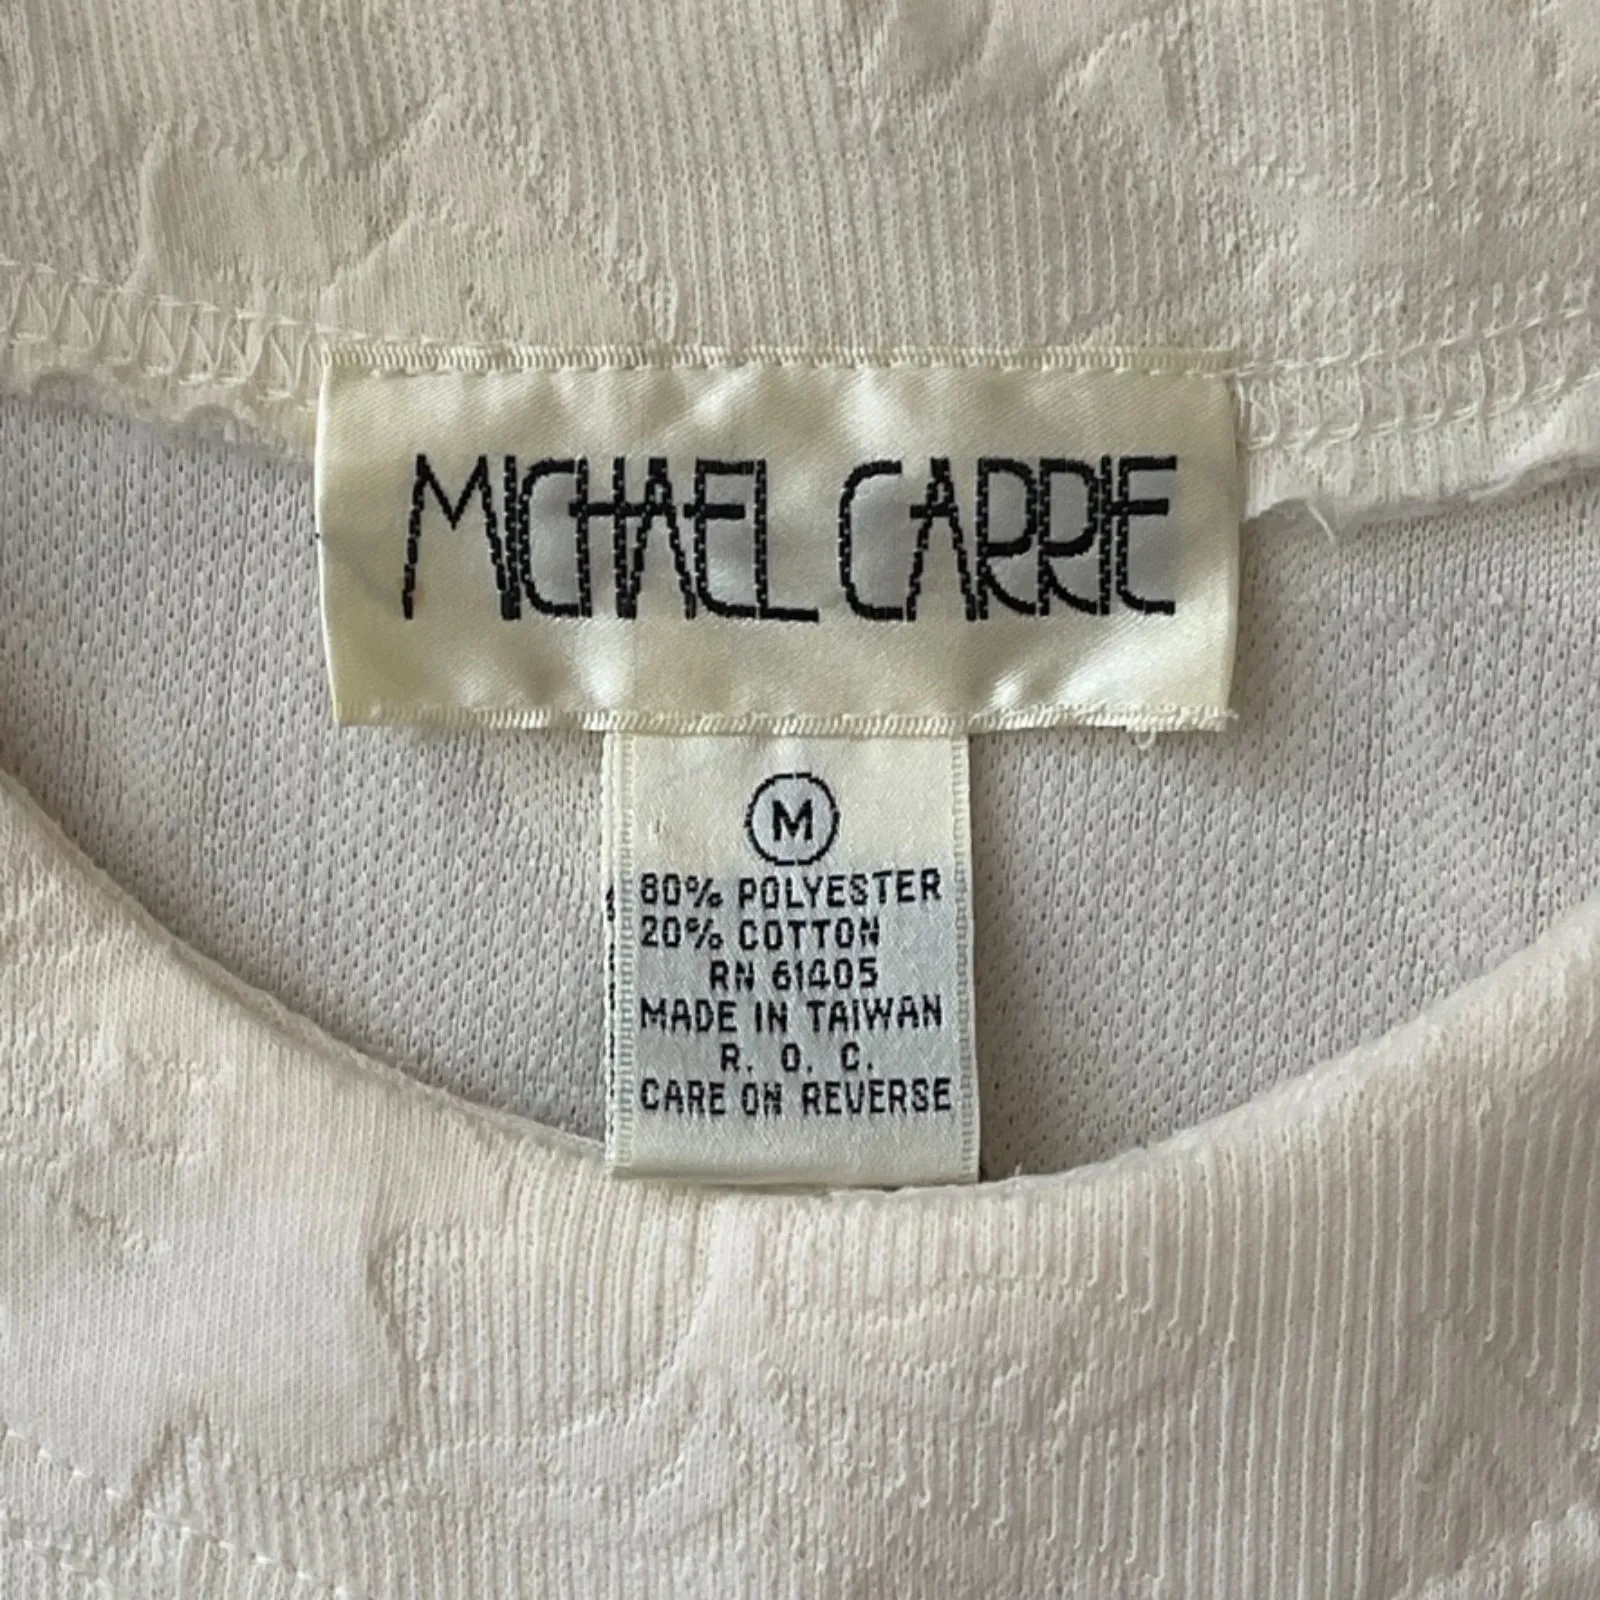 MICHAEL CARRIE
M
80% POLYESTER
20% COTTON
RN 61405
MADE IN TAIWAN
R. O. C.
CARE ON REVERSE